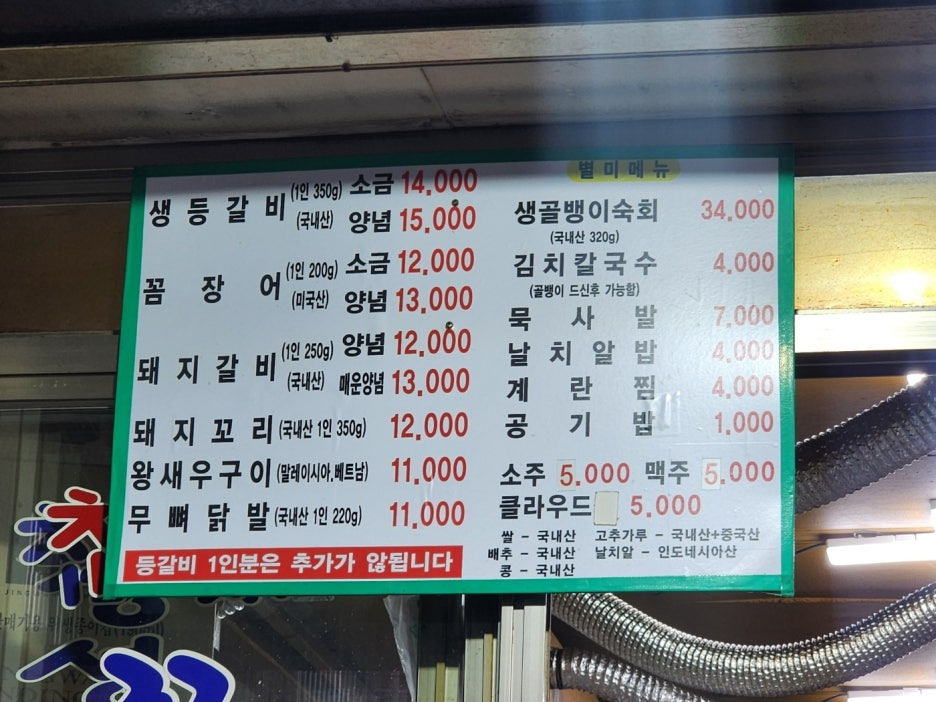 생등갈비 (1인 350g) 소금 14,000
(국내산) 양념 15,000
꼼장어 (1인 200g) 소금 12,000
(미국산) 양념 13,000
돼지갈비 (1인 250g) 양념 12,000
(국내산) 매운양념 13,000
돼지꼬리 (국내산 1인 350g) 12,000
왕새우구이 (말레이시아.베트남) 11,000
무뼈닭발 (국내산 1인 220g) 11,000
등갈비 1인분은 추가가 않됩니다
별미메뉴
생골뱅이숙회 34,000
(국내산 320g)
김치칼국수 4,000
(골뱅이 드신후 가능함)
묵사발 7,000
날치알밥 4,000
계란찜 4,000
공기밥 1,000
소주 5.000 맥주 5.000
클라우드 5.000
쌀 - 국내산 고추가루 - 국내산+중국산
배추 - 국내산 날치알 - 인도네시아산
콩 - 국내산